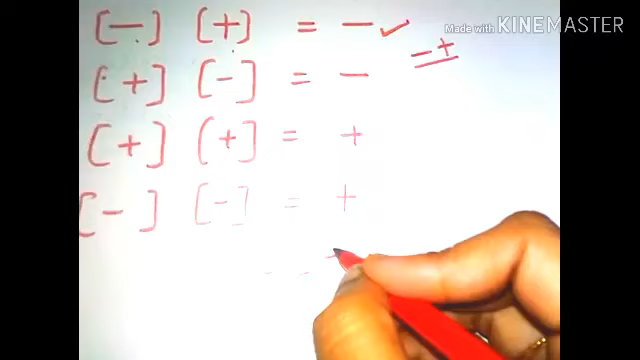 Made with KINEMASTER
[-] [+] = - ✓
- +
[+] [-] = -
[+] [+] = +
[-] [-] = +